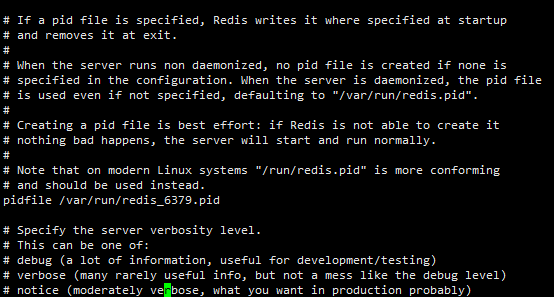 # If a pid file is specified, Redis writes it where specified at startup
# and removes it at exit.
#
# When the server runs non daemonized, no pid file is created if none is
# specified in the configuration. When the server is daemonized, the pid file
# is used even if not specified, defaulting to "/var/run/redis.pid".
#
# Creating a pid file is best effort: if Redis is not able to create it
# nothing bad happens, the server will start and run normally.
#
# Note that on modern Linux systems "/run/redis.pid" is more conforming
# and should be used instead.
pidfile /var/run/redis_6379.pid
# Specify the server verbosity level.
# This can be one of:
# debug (a lot of information, useful for development/testing)
# verbose (many rarely useful info, but not a mess like the debug level)
# notice (moderately verbose, what you want in production probably)